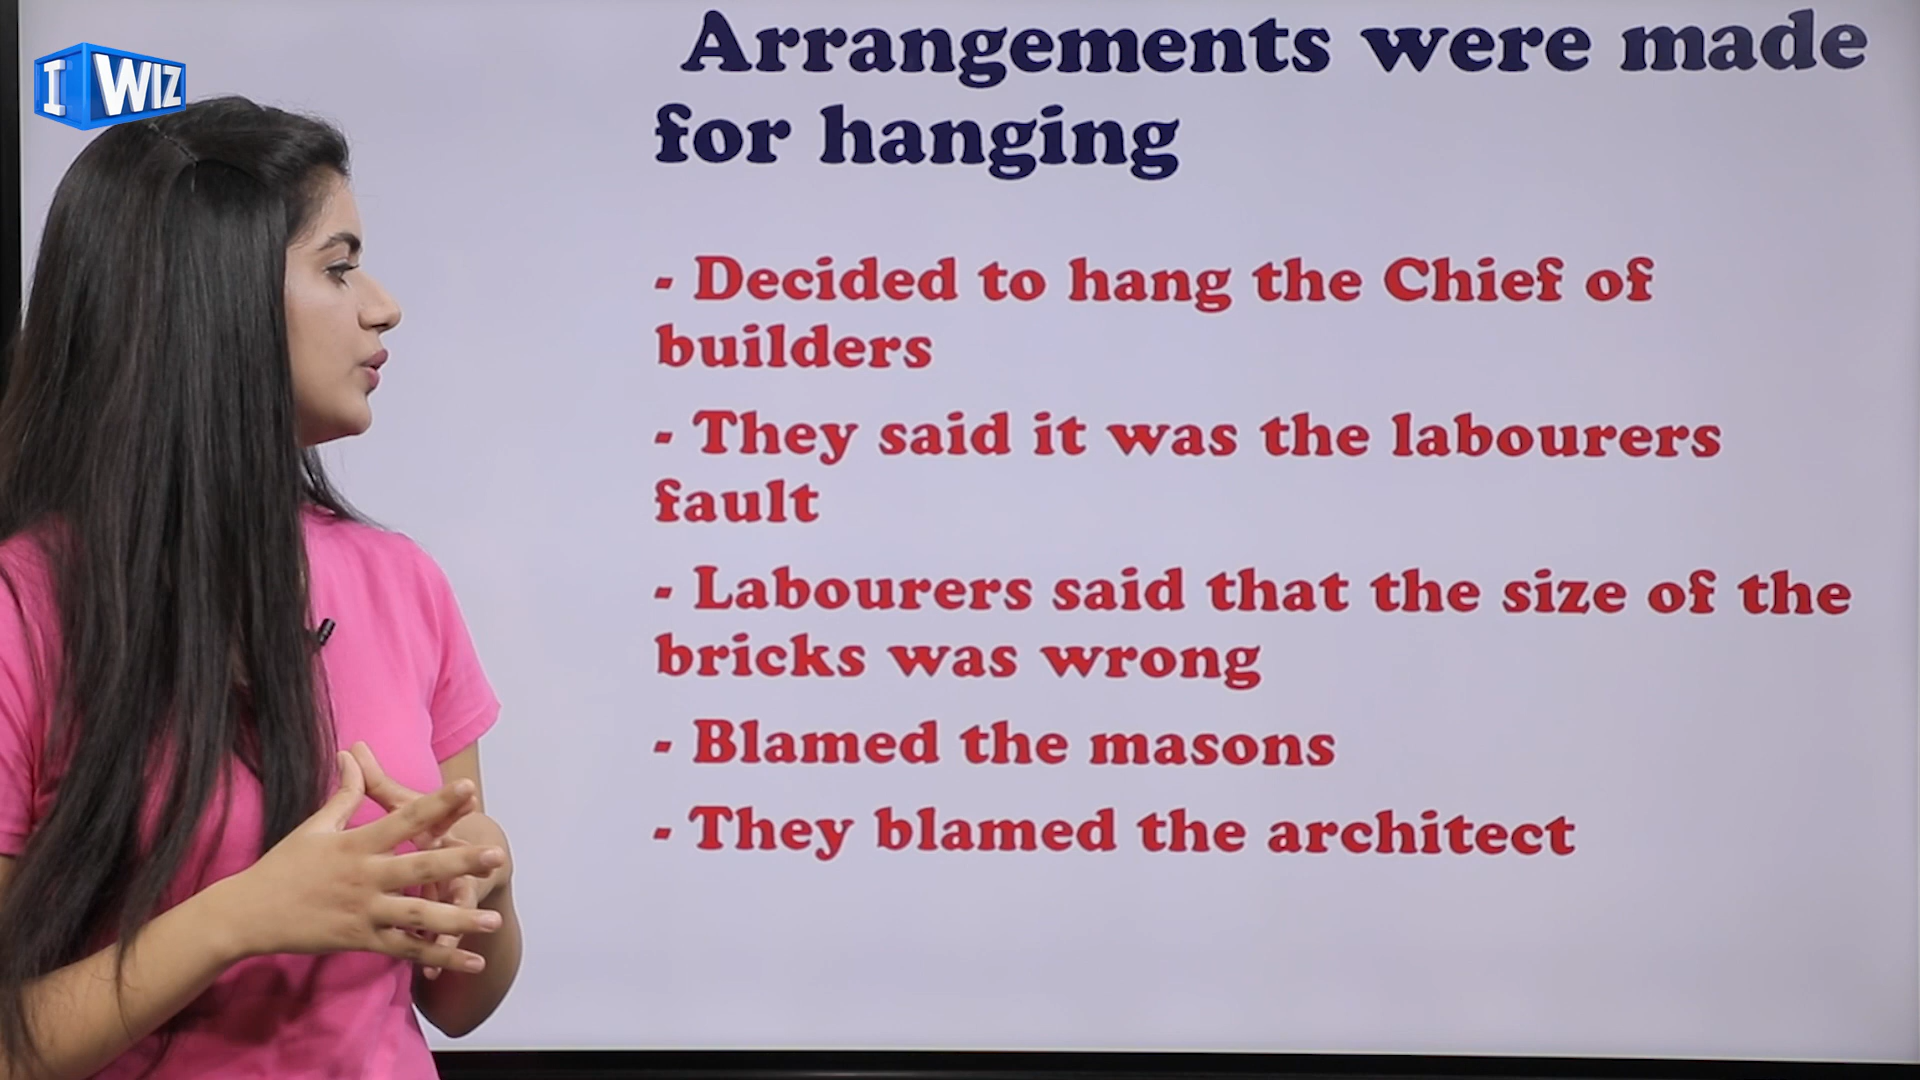 I WIZ
Arrangements were made
for hanging
- Decided to hang the Chief of
builders
- They said it was the labourers
fault
- Labourers said that the size of the
bricks was wrong
- Blamed the masons
- They blamed the architect